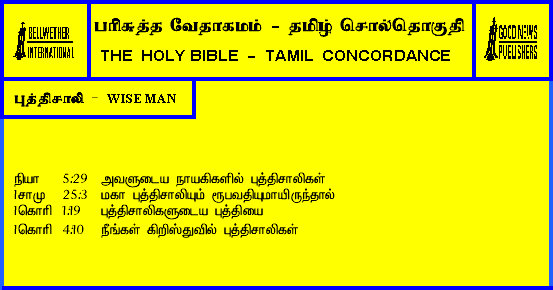 BELLWETHER
INTERNATIONAL
பரிசுத்த வேதாகமம் - தமிழ் சொல்தொகுதி
THE HOLY BIBLE - TAMIL CONCORDANCE
GOOD NEWS
PUBLISHERS
புத்திசாலி - WISE MAN
நியா 5:29 அவளுடைய நாயகிகளில் புத்திசாலிகள்
1சாமு 25:3 மகா புத்திசாலியும் ரூபவதியுமாயிருந்தால்
1கொரி 1:19 புத்திசாலிகளுடைய புத்தியை
1கொரி 4:10 நீங்கள் கிறிஸ்துவில் புத்திசாலிகள்